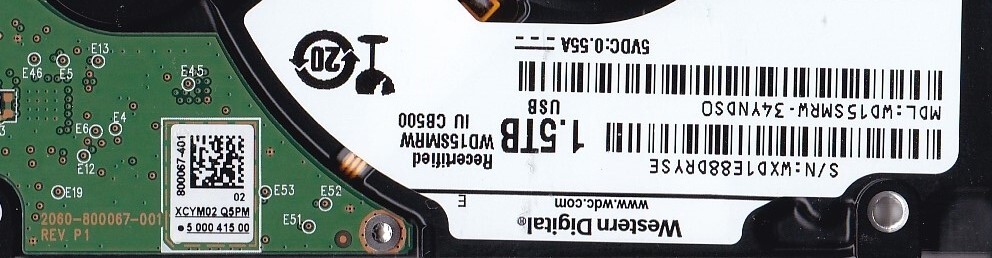 Western Digital®
www.wdc.com
E
S/N:WXD1E88DRYSE
MDL:WD15SMRW-34YNDS0
1.5TB
USB
Recertified
WD15SMRW
IU CB500
5VDC:0.55A
20
E46
E5
E13
E45
E6
E4
E12
E19
E53
E52
E51
800067-401
02
XCYM02 Q5PM
5 000 415 00
2060-800067-001
REV P1